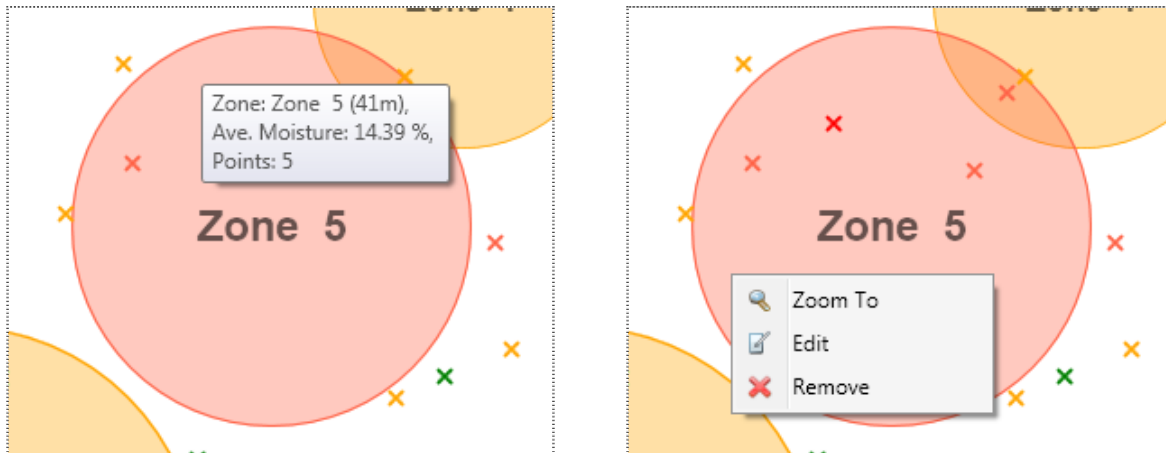 Zone: Zone 5 (41m),
Ave. Moisture: 14.39 %,
Points: 5
Zone 5
Zone 5
Zoom To
Edit
Remove